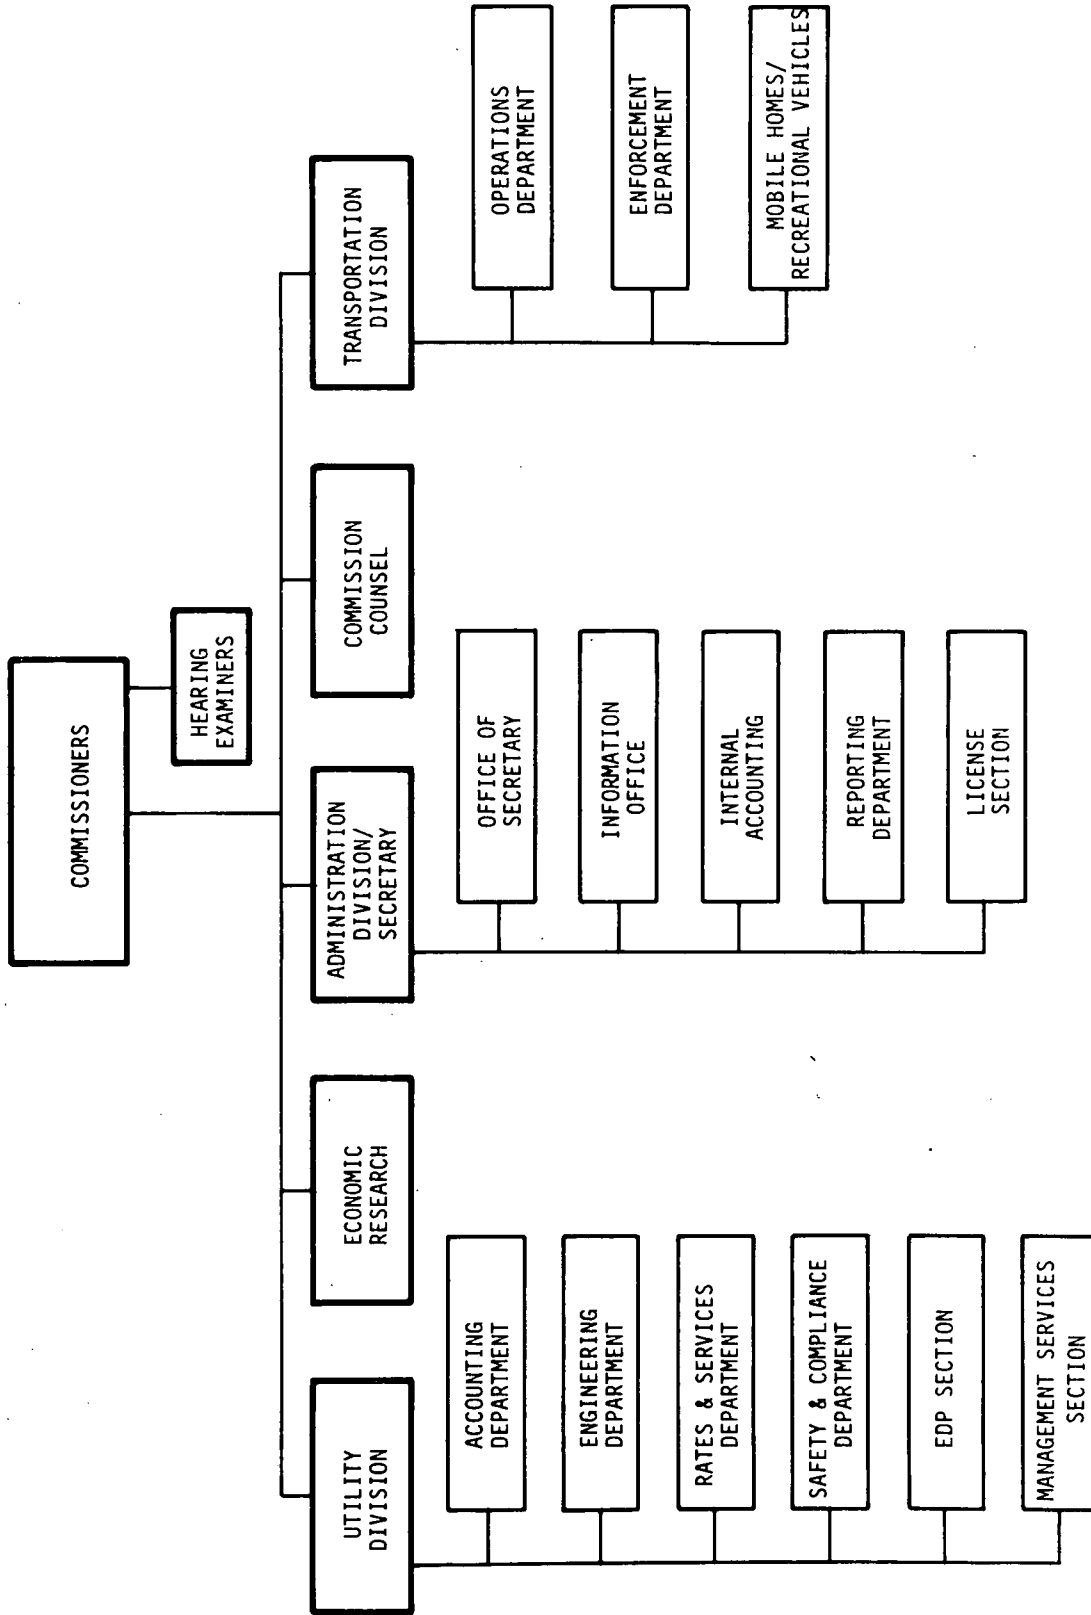 COMMISSIONERS
HEARING
EXAMINERS
UTILITY
DIVISION
ECONOMIC
RESEARCH
ADMINISTRATION
DIVISION/
SECRETARY
COMMISSION
COUNSEL
TRANSPORTATION
DIVISION
ACCOUNTING
DEPARTMENT
ENGINEERING
DEPARTMENT
RATES & SERVICES
DEPARTMENT
SAFETY & COMPLIANCE
DEPARTMENT
EDP SECTION
MANAGEMENT SERVICES
SECTION
OFFICE OF
SECRETARY
INFORMATION
OFFICE
INTERNAL
ACCOUNTING
REPORTING
DEPARTMENT
LICENSE
SECTION
OPERATIONS
DEPARTMENT
ENFORCEMENT
DEPARTMENT
MOBILE HOMES/
RECREATIONAL VEHICLES